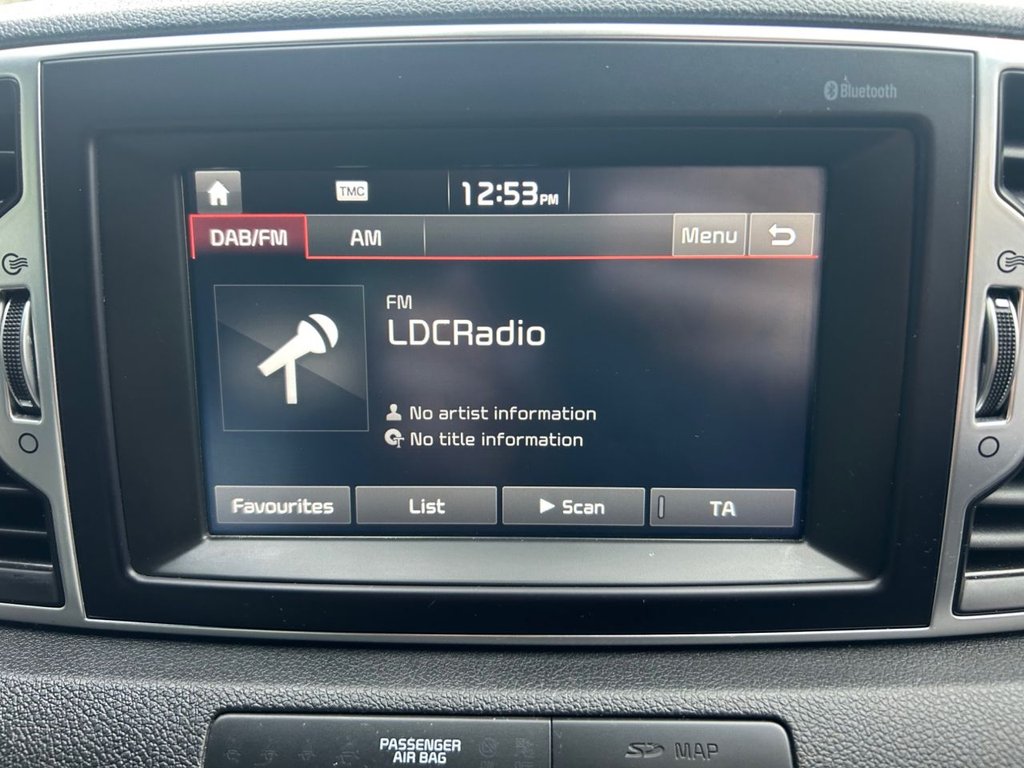 Bluetooth
TMC 12:53PM
DAB/FM AM Menu
FM
LDCRadio
No artist information
No title information
Favourites List Scan TA
PASSENGER
AIR BAG
SD MAP